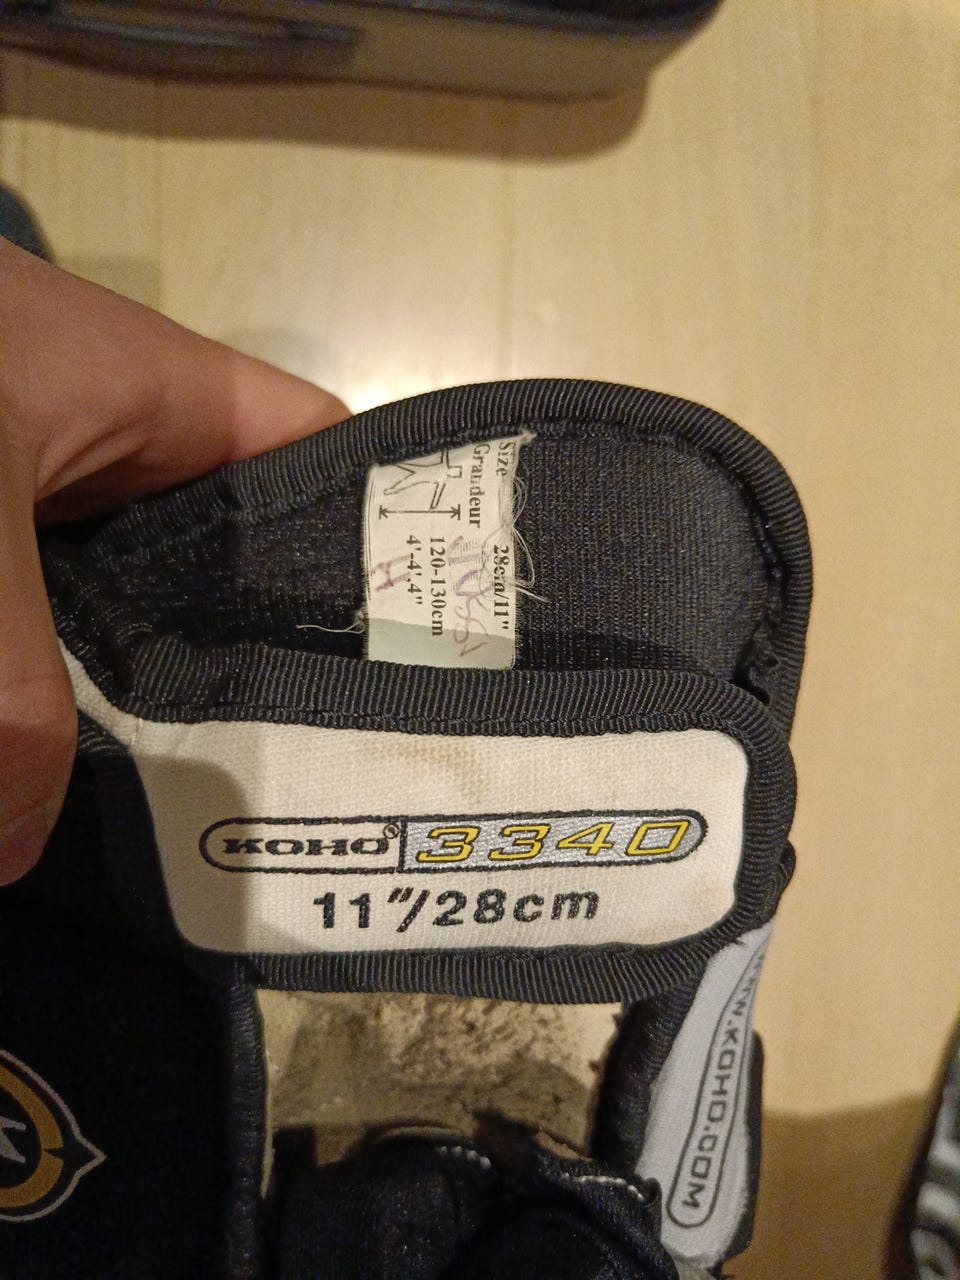 Size
Grandeur
28cm/11"
120-130cm
4'-4',4"
KOHO® 3340
11"/28cm
WWW.KOHO.COM